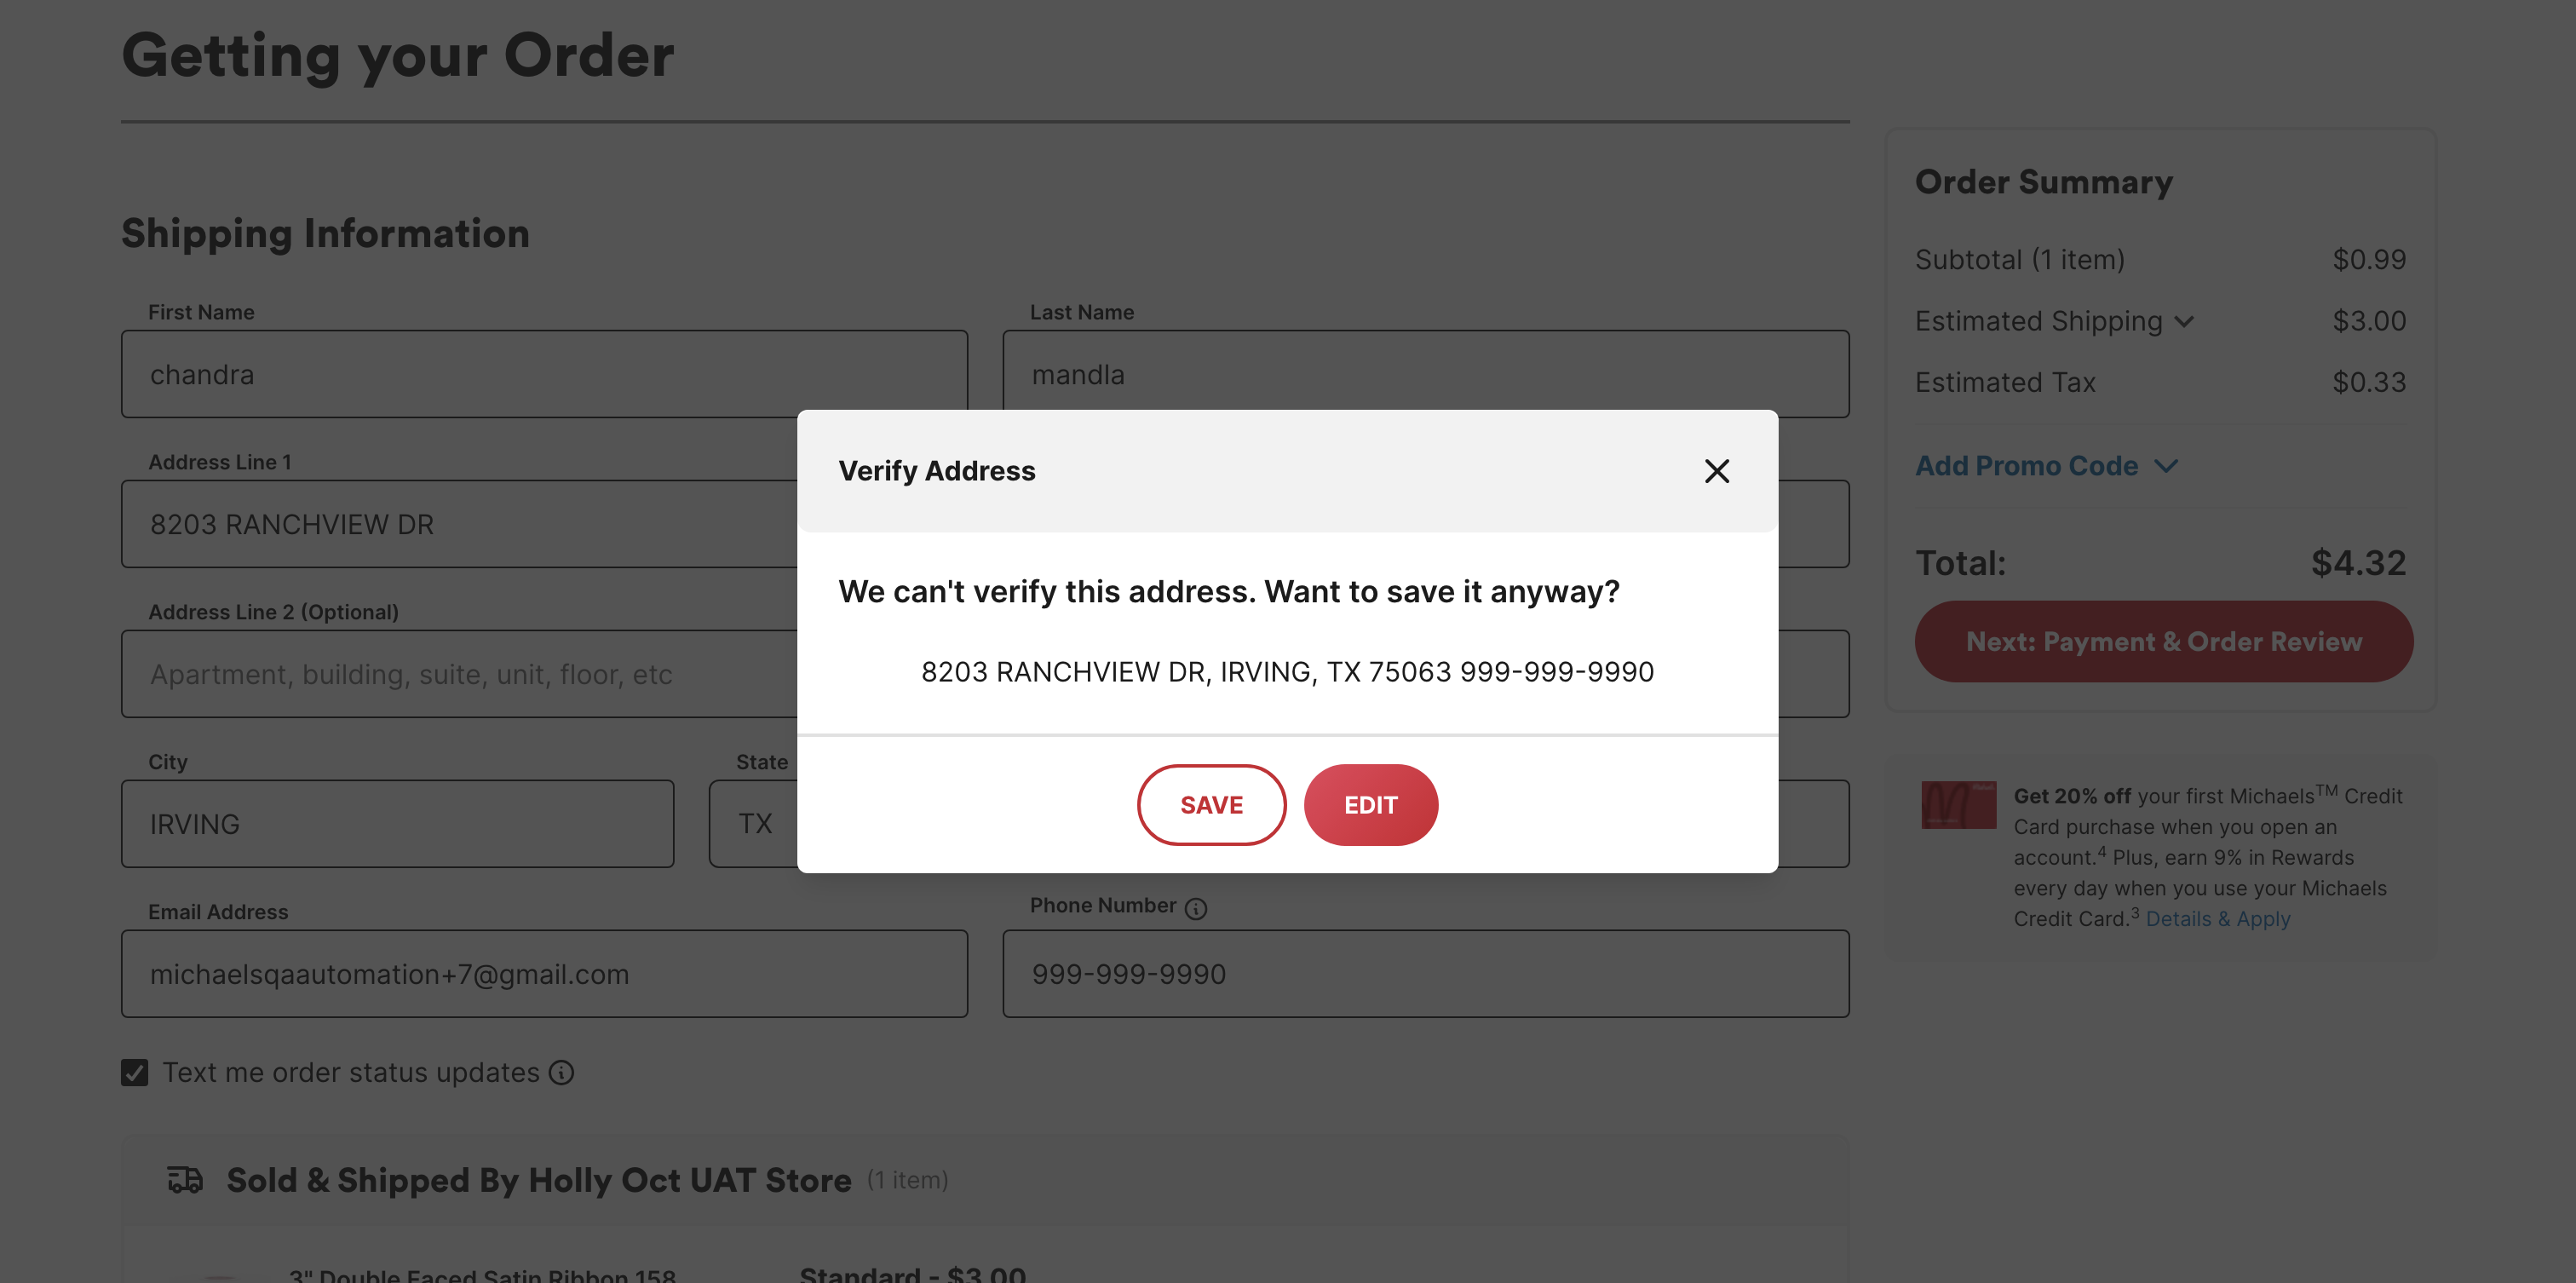 Getting your Order
Shipping Information
First Name
Last Name
chandra
mandla
Address Line 1
8203 RANCHVIEW DR
Address Line 2 (Optional)
Apartment, building, suite, unit, floor, etc
City
State
IRVING
TX
Email Address
Phone Number
michaelsqaautomation+7@gmail.com
999-999-9990
Text me order status updates
Sold & Shipped By Holly Oct UAT Store (1 item)
3" Double Faced Satin Ribbon 158
Standard - $3.00
Verify Address
We can't verify this address. Want to save it anyway?
8203 RANCHVIEW DR, IRVING, TX 75063 999-999-9990
SAVE
EDIT
Order Summary
Subtotal (1 item) $0.99
Estimated Shipping $3.00
Estimated Tax $0.33
Add Promo Code
Total: $4.32
Next: Payment & Order Review
Get 20% off your first Michaels™ Credit
Card purchase when you open an
account.⁴ Plus, earn 9% in Rewards
every day when you use your Michaels
Credit Card.³ Details & Apply